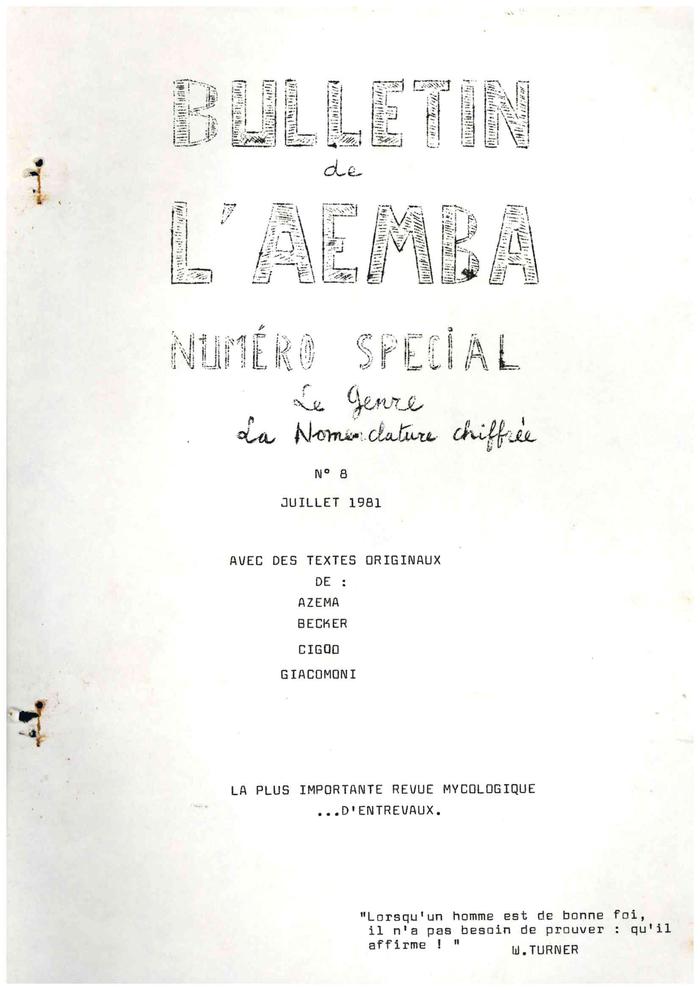 BULLETIN
de
L'AEMBA
NUMÉRO SPECIAL
Le Genre
La Nomenclature chiffrée
N° 8
JUILLET 1981
AVEC DES TEXTES ORIGINAUX
DE :
AZEMA
BECKER
CIGOO
GIACOMONI
LA PLUS IMPORTANTE REVUE MYCOLOGIQUE
...D'ENTREVAUX.
"Lorsqu'un homme est de bonne foi,
il n'a pas besoin de prouver : qu'il
affirme ! "
W.TURNER